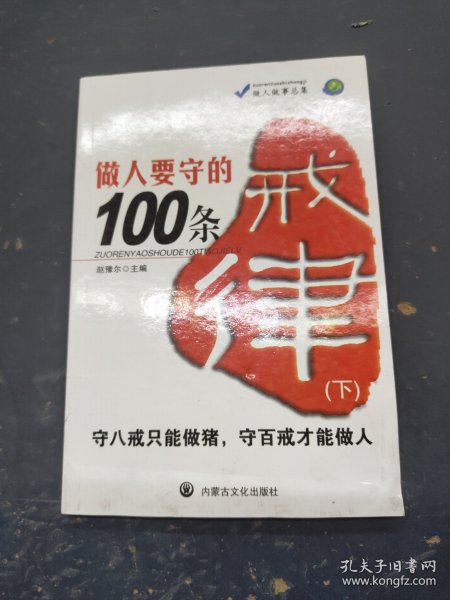 zuorenzuoshizhongji
做人做事总集
做人要守的
100条
戒律
ZUORENYAOSHOUDE100TIAOJIELV
赵豫尔◎主编
(下)
守八戒只能做猪，守百戒才能做人
内蒙古文化出版社
孔夫子旧书网
www.kongfz.com